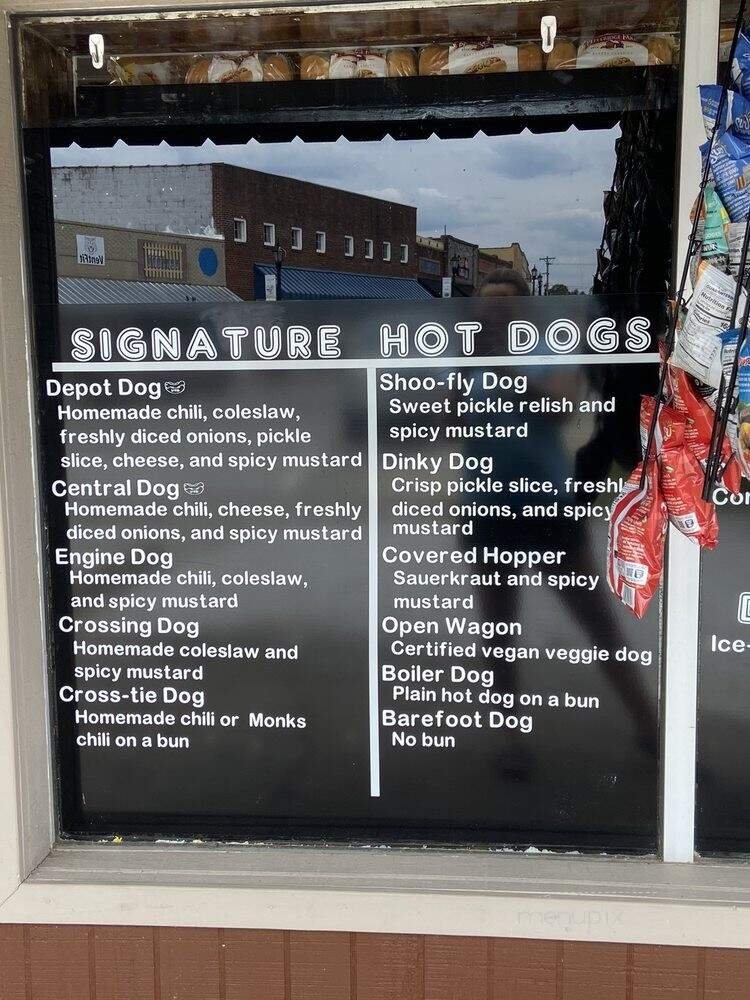 SIGNATURE HOT DOGS
Depot Dog
Homemade chili, coleslaw,
freshly diced onions, pickle
slice, cheese, and spicy mustard
Central Dog
Homemade chili, cheese, freshly
diced onions, and spicy mustard
Engine Dog
Homemade chili, coleslaw,
and spicy mustard
Crossing Dog
Homemade coleslaw and
spicy mustard
Cross-tie Dog
Homemade chili or Monks
chili on a bun
Shoo-fly Dog
Sweet pickle relish and
spicy mustard
Dinky Dog
Crisp pickle slice, freshl
diced onions, and spicy
mustard
Covered Hopper
Sauerkraut and spicy
mustard
Open Wagon
Certified vegan veggie dog
Boiler Dog
Plain hot dog on a bun
Barefoot Dog
No bun
Ice-
VentFit
menupix